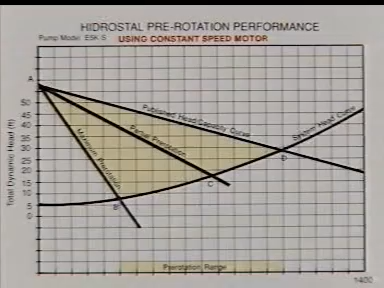 HIDROSTAL PRE-ROTATION PERFORMANCE
Pump Model: E5K S USING CONSTANT SPEED MOTOR
A
Published Head/Capacity Curve
System Head Curve
Partial Prerotation
Maximum Prerotation
Total Dynamic Head (ft)
50
45
40
35
30
25
20
15
10
5
0
B
C
D
Prerotation Range
1400